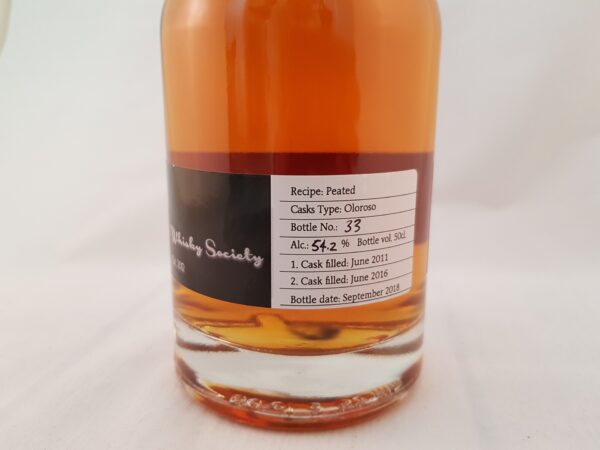 Whisky Society
Recipe: Peated
Casks Type: Oloroso
Bottle No.: 33
Alc.: 54.2 % Bottle vol. 50cl.
1. Cask filled: June 2011
2. Cask filled: June 2016
Bottle date: September 2018